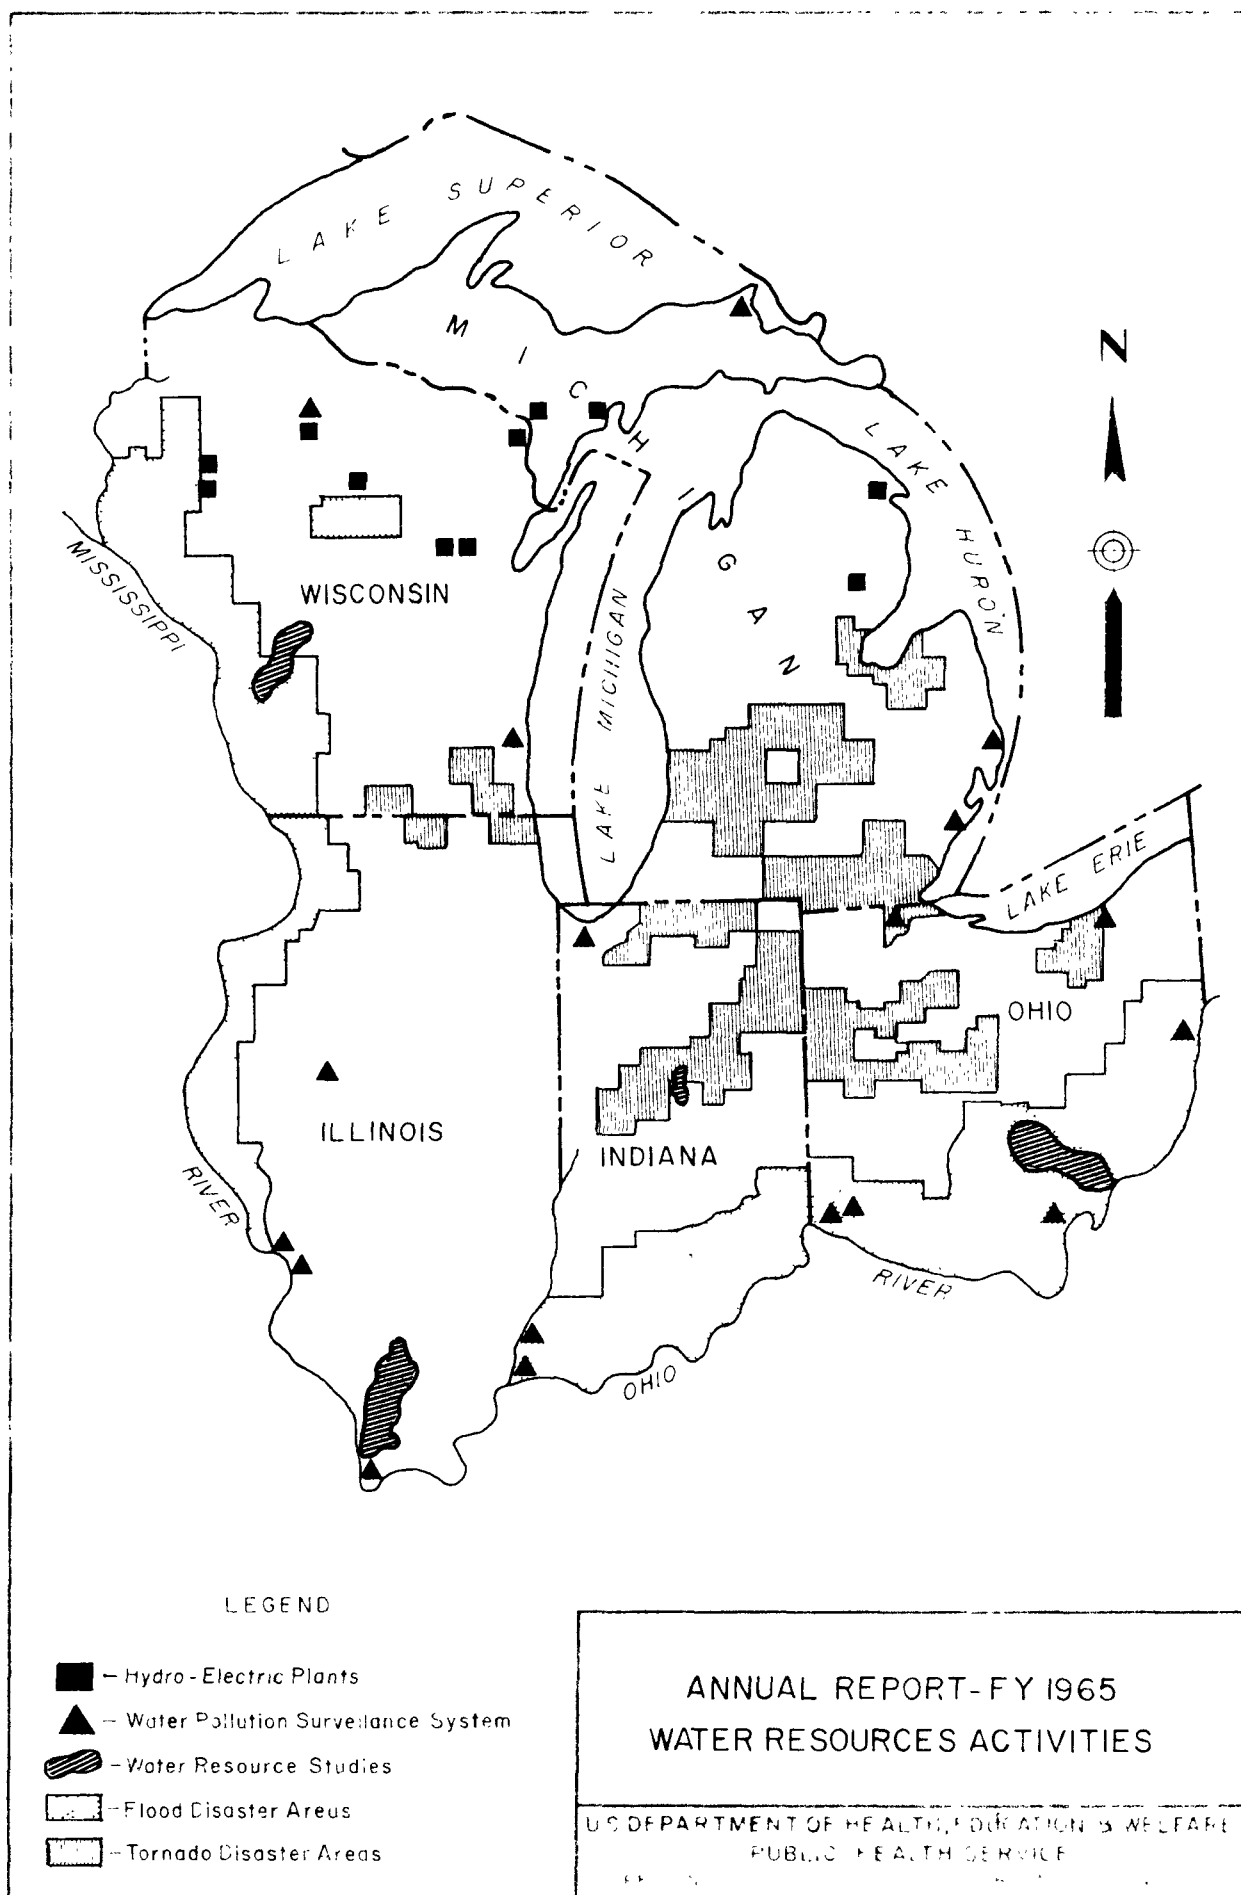 LAKE SUPERIOR
MICHIGAN
N
LAKE HURON
MISSISSIPPI
WISCONSIN
LAKE MICHIGAN
LAKE ERIE
OHIO
ILLINOIS
INDIANA
RIVER
RIVER
OHIO
LEGEND
- Hydro-Electric Plants
- Water Pollution Surveilance System
- Water Resource Studies
- Flood Disaster Areas
- Tornado Disaster Areas
ANNUAL REPORT-FY 1965
WATER RESOURCES ACTIVITIES
US DEPARTMENT OF HEALTH, EDUCATION & WELFARE
PUBLIC HEALTH SERVICE